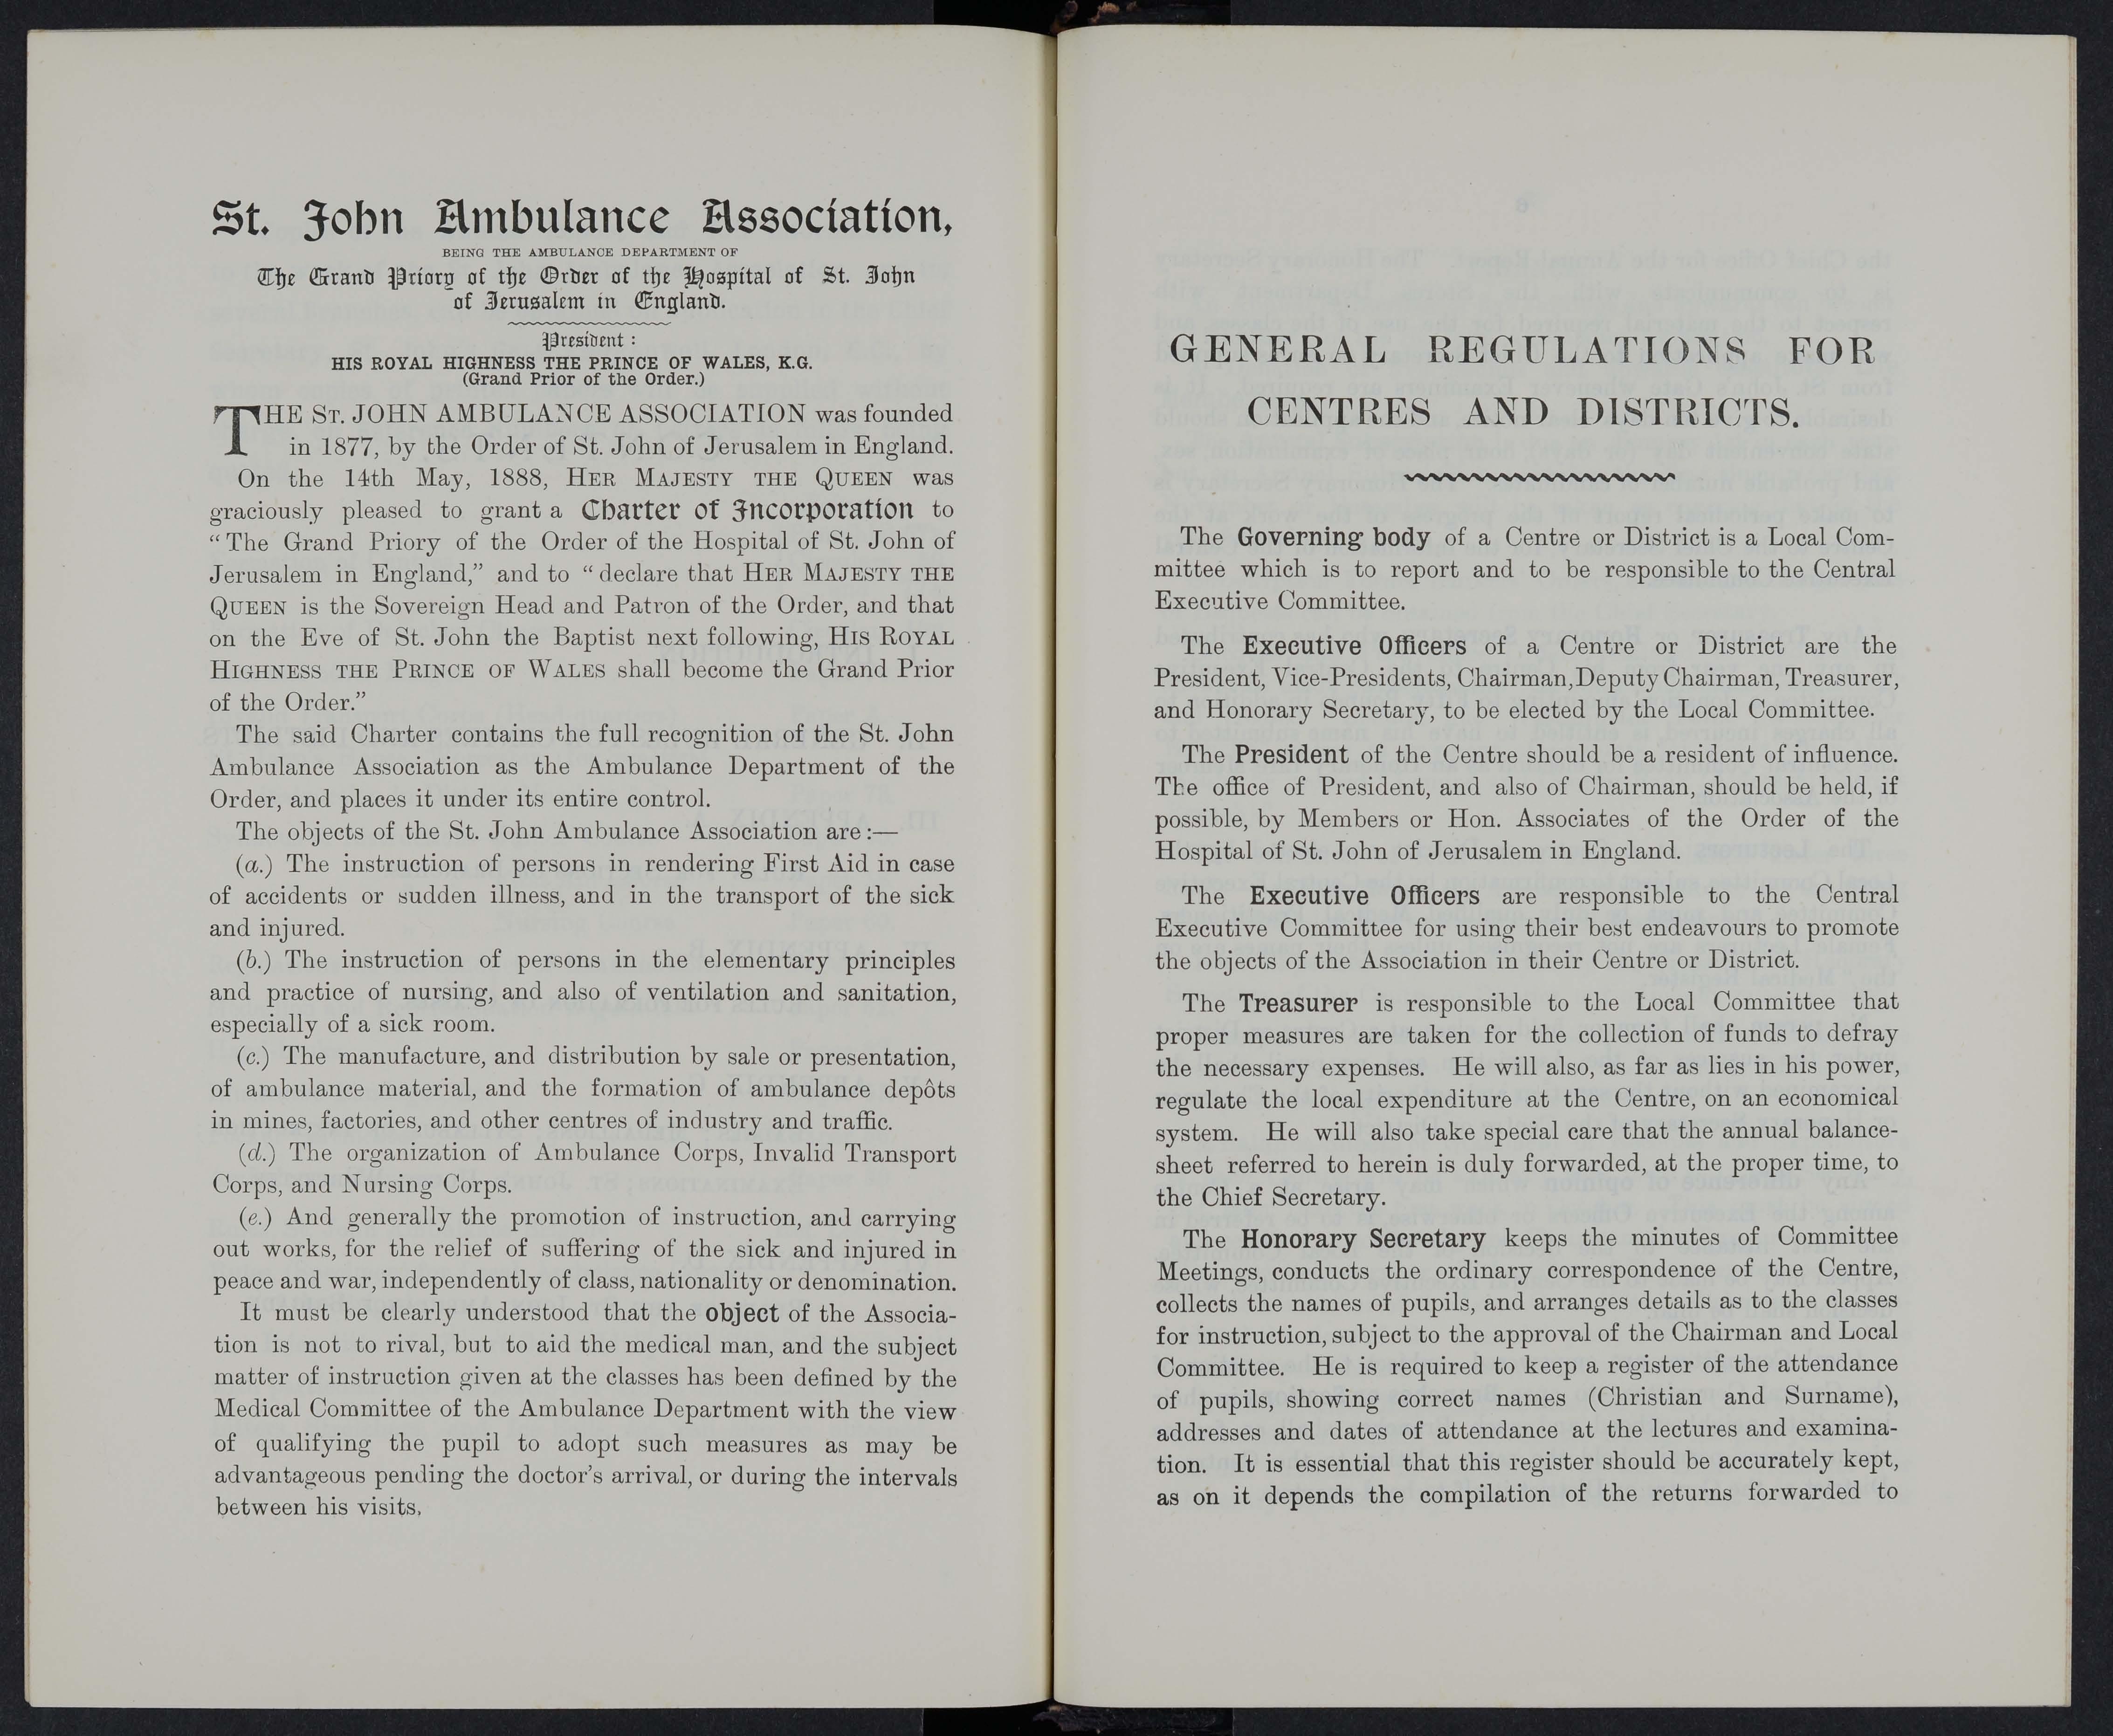 St. John Ambulance Association,
BEING THE AMBULANCE DEPARTMENT OF
The Grand Priory of the Order of the Hospital of St. John
of Jerusalem in England.
President :
HIS ROYAL HIGHNESS THE PRINCE OF WALES, K.G.
(Grand Prior of the Order.)
THE ST. JOHN AMBULANCE ASSOCIATION was founded
in 1877, by the Order of St. John of Jerusalem in England.
On the 14th May, 1888, HER MAJESTY THE QUEEN was
graciously pleased to grant a Charter of Incorporation to
“The Grand Priory of the Order of the Hospital of St. John of
Jerusalem in England,” and to “declare that HER MAJESTY THE
QUEEN is the Sovereign Head and Patron of the Order, and that
on the Eve of St. John the Baptist next following, HIS ROYAL
HIGHNESS THE PRINCE OF WALES shall become the Grand Prior
of the Order.”
The said Charter contains the full recognition of the St. John
Ambulance Association as the Ambulance Department of the
Order, and places it under its entire control.
The objects of the St. John Ambulance Association are:—
(a.) The instruction of persons in rendering First Aid in case
of accidents or sudden illness, and in the transport of the sick
and injured.
(b.) The instruction of persons in the elementary principles
and practice of nursing, and also of ventilation and sanitation,
especially of a sick room.
(c.) The manufacture, and distribution by sale or presentation,
of ambulance material, and the formation of ambulance depôts
in mines, factories, and other centres of industry and traffic.
(d.) The organization of Ambulance Corps, Invalid Transport
Corps, and Nursing Corps.
(e.) And generally the promotion of instruction, and carrying
out works, for the relief of suffering of the sick and injured in
peace and war, independently of class, nationality or denomination.
It must be clearly understood that the object of the Associa-
tion is not to rival, but to aid the medical man, and the subject
matter of instruction given at the classes has been defined by the
Medical Committee of the Ambulance Department with the view
of qualifying the pupil to adopt such measures as may be
advantageous pending the doctor's arrival, or during the intervals
between his visits,
GENERAL REGULATIONS FOR
CENTRES AND DISTRICTS.
The Governing body of a Centre or District is a Local Com-
mittee which is to report and to be responsible to the Central
Executive Committee.
The Executive Officers of a Centre or District are the
President, Vice-Presidents, Chairman, Deputy Chairman, Treasurer,
and Honorary Secretary, to be elected by the Local Committee.
The President of the Centre should be a resident of influence.
The office of President, and also of Chairman, should be held, if
possible, by Members or Hon. Associates of the Order of the
Hospital of St. John of Jerusalem in England.
The Executive Officers are responsible to the Central
Executive Committee for using their best endeavours to promote
the objects of the Association in their Centre or District.
The Treasurer is responsible to the Local Committee that
proper measures are taken for the collection of funds to defray
the necessary expenses. He will also, as far as lies in his power,
regulate the local expenditure at the Centre, on an economical
system. He will also take special care that the annual balance-
sheet referred to herein is duly forwarded, at the proper time, to
the Chief Secretary.
The Honorary Secretary keeps the minutes of Committee
Meetings, conducts the ordinary correspondence of the Centre,
collects the names of pupils, and arranges details as to the classes
for instruction, subject to the approval of the Chairman and Local
Committee. He is required to keep a register of the attendance
of pupils, showing correct names (Christian and Surname),
addresses and dates of attendance at the lectures and examina-
tion. It is essential that this register should be accurately kept,
as on it depends the compilation of the returns forwarded to